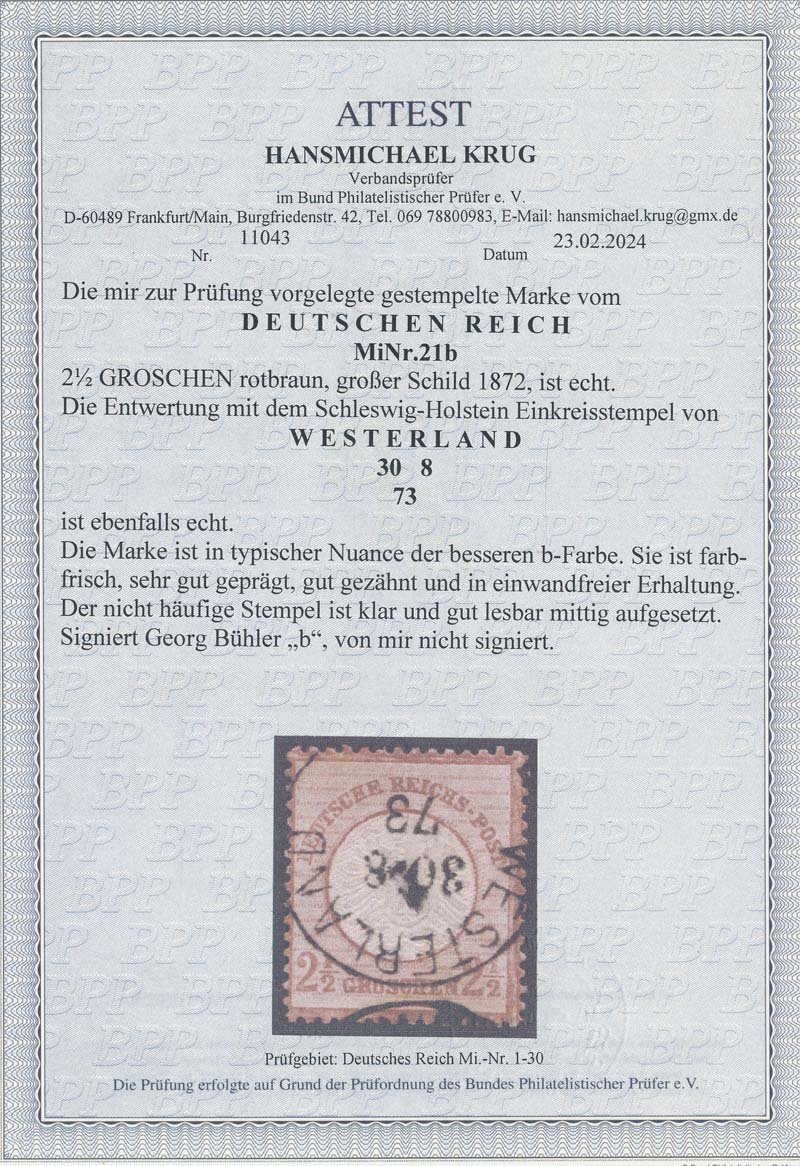 ATTEST
HANSMICHAEL KRUG
Verbandsprüfer
im Bund Philatelistischer Prüfer e. V.
D-60489 Frankfurt/Main, Burgfriedenstr. 42, Tel. 069 78800983, E-Mail: hansmichael.krug@gmx.de
Nr. 11043 Datum 23.02.2024
Die mir zur Prüfung vorgelegte gestempelte Marke vom
DEUTSCHEN REICH
MiNr.21b
2½ GROSCHEN rotbraun, großer Schild 1872, ist echt.
Die Entwertung mit dem Schleswig-Holstein Einkreisstempel von
WESTERLAND
30 8
73
ist ebenfalls echt.
Die Marke ist in typischer Nuance der besseren b-Farbe. Sie ist farb-
frisch, sehr gut geprägt, gut gezähnt und in einwandfreier Erhaltung.
Der nicht häufige Stempel ist klar und gut lesbar mittig aufgesetzt.
Signiert Georg Bühler „b“, von mir nicht signiert.
DEUTSCHE REICHS-POST
73
30 8
WESTERLAND
2½ GROSCHEN 2½
Prüfgebiet: Deutsches Reich Mi.-Nr. 1-30
Die Prüfung erfolgte auf Grund der Prüfordnung des Bundes Philatelistischer Prüfer e.V.